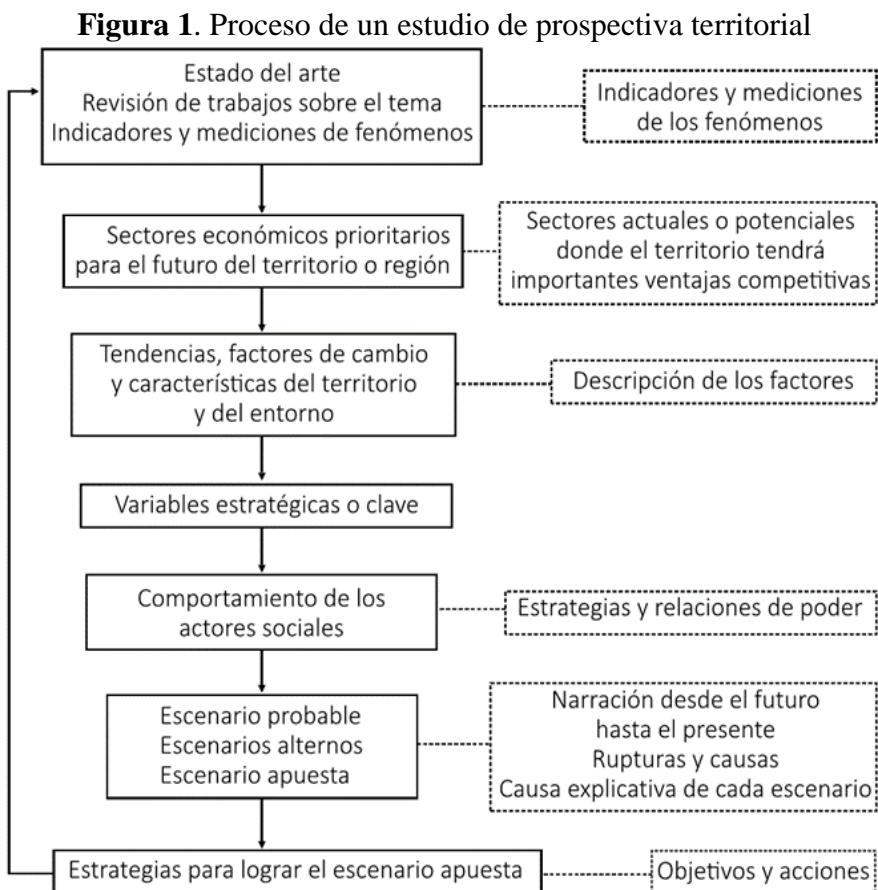 Figura 1. Proceso de un estudio de prospectiva territorial
Estado del arte
Revisión de trabajos sobre el tema
Indicadores y mediciones de fenómenos
Indicadores y mediciones
de los fenómenos
Sectores económicos prioritarios
para el futuro del territorio o región
Sectores actuales o potenciales
donde el territorio tendrá
importantes ventajas competitivas
Tendencias, factores de cambio
y características del territorio
y del entorno
Descripción de los factores
Variables estratégicas o clave
Comportamiento de los
actores sociales
Estrategias y relaciones de poder
Escenario probable
Escenarios alternos
Escenario apuesta
Narración desde el futuro
hasta el presente
Rupturas y causas
Causa explicativa de cada escenario
Estrategias para lograr el escenario apuesta
Objetivos y acciones